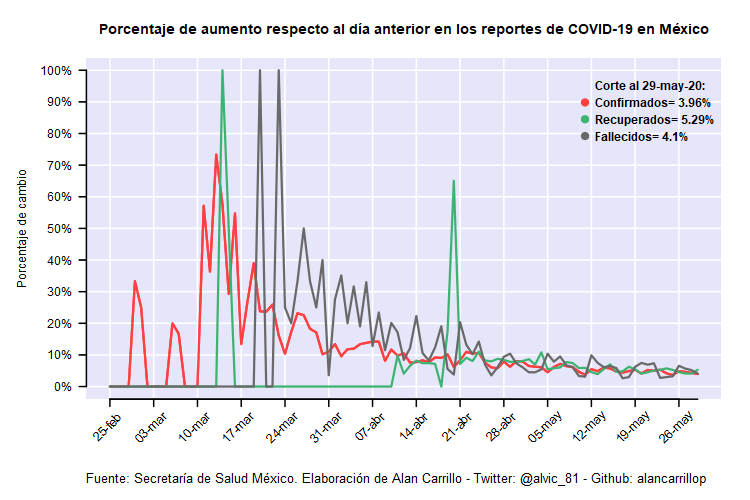 Porcentaje de aumento respecto al día anterior en los reportes de COVID-19 en México
Porcentaje de cambio
100%
90%
80%
70%
60%
50%
40%
30%
20%
10%
0%
Corte al 29-may-20:
Confirmados= 3.96%
Recuperados= 5.29%
Fallecidos= 4.1%
25-feb
03-mar
10-mar
17-mar
24-mar
31-mar
07-abr
14-abr
21-abr
28-abr
05-may
12-may
19-may
26-may
Fuente: Secretaría de Salud México. Elaboración de Alan Carrillo - Twitter: @alvic_81 - Github: alancarrillop